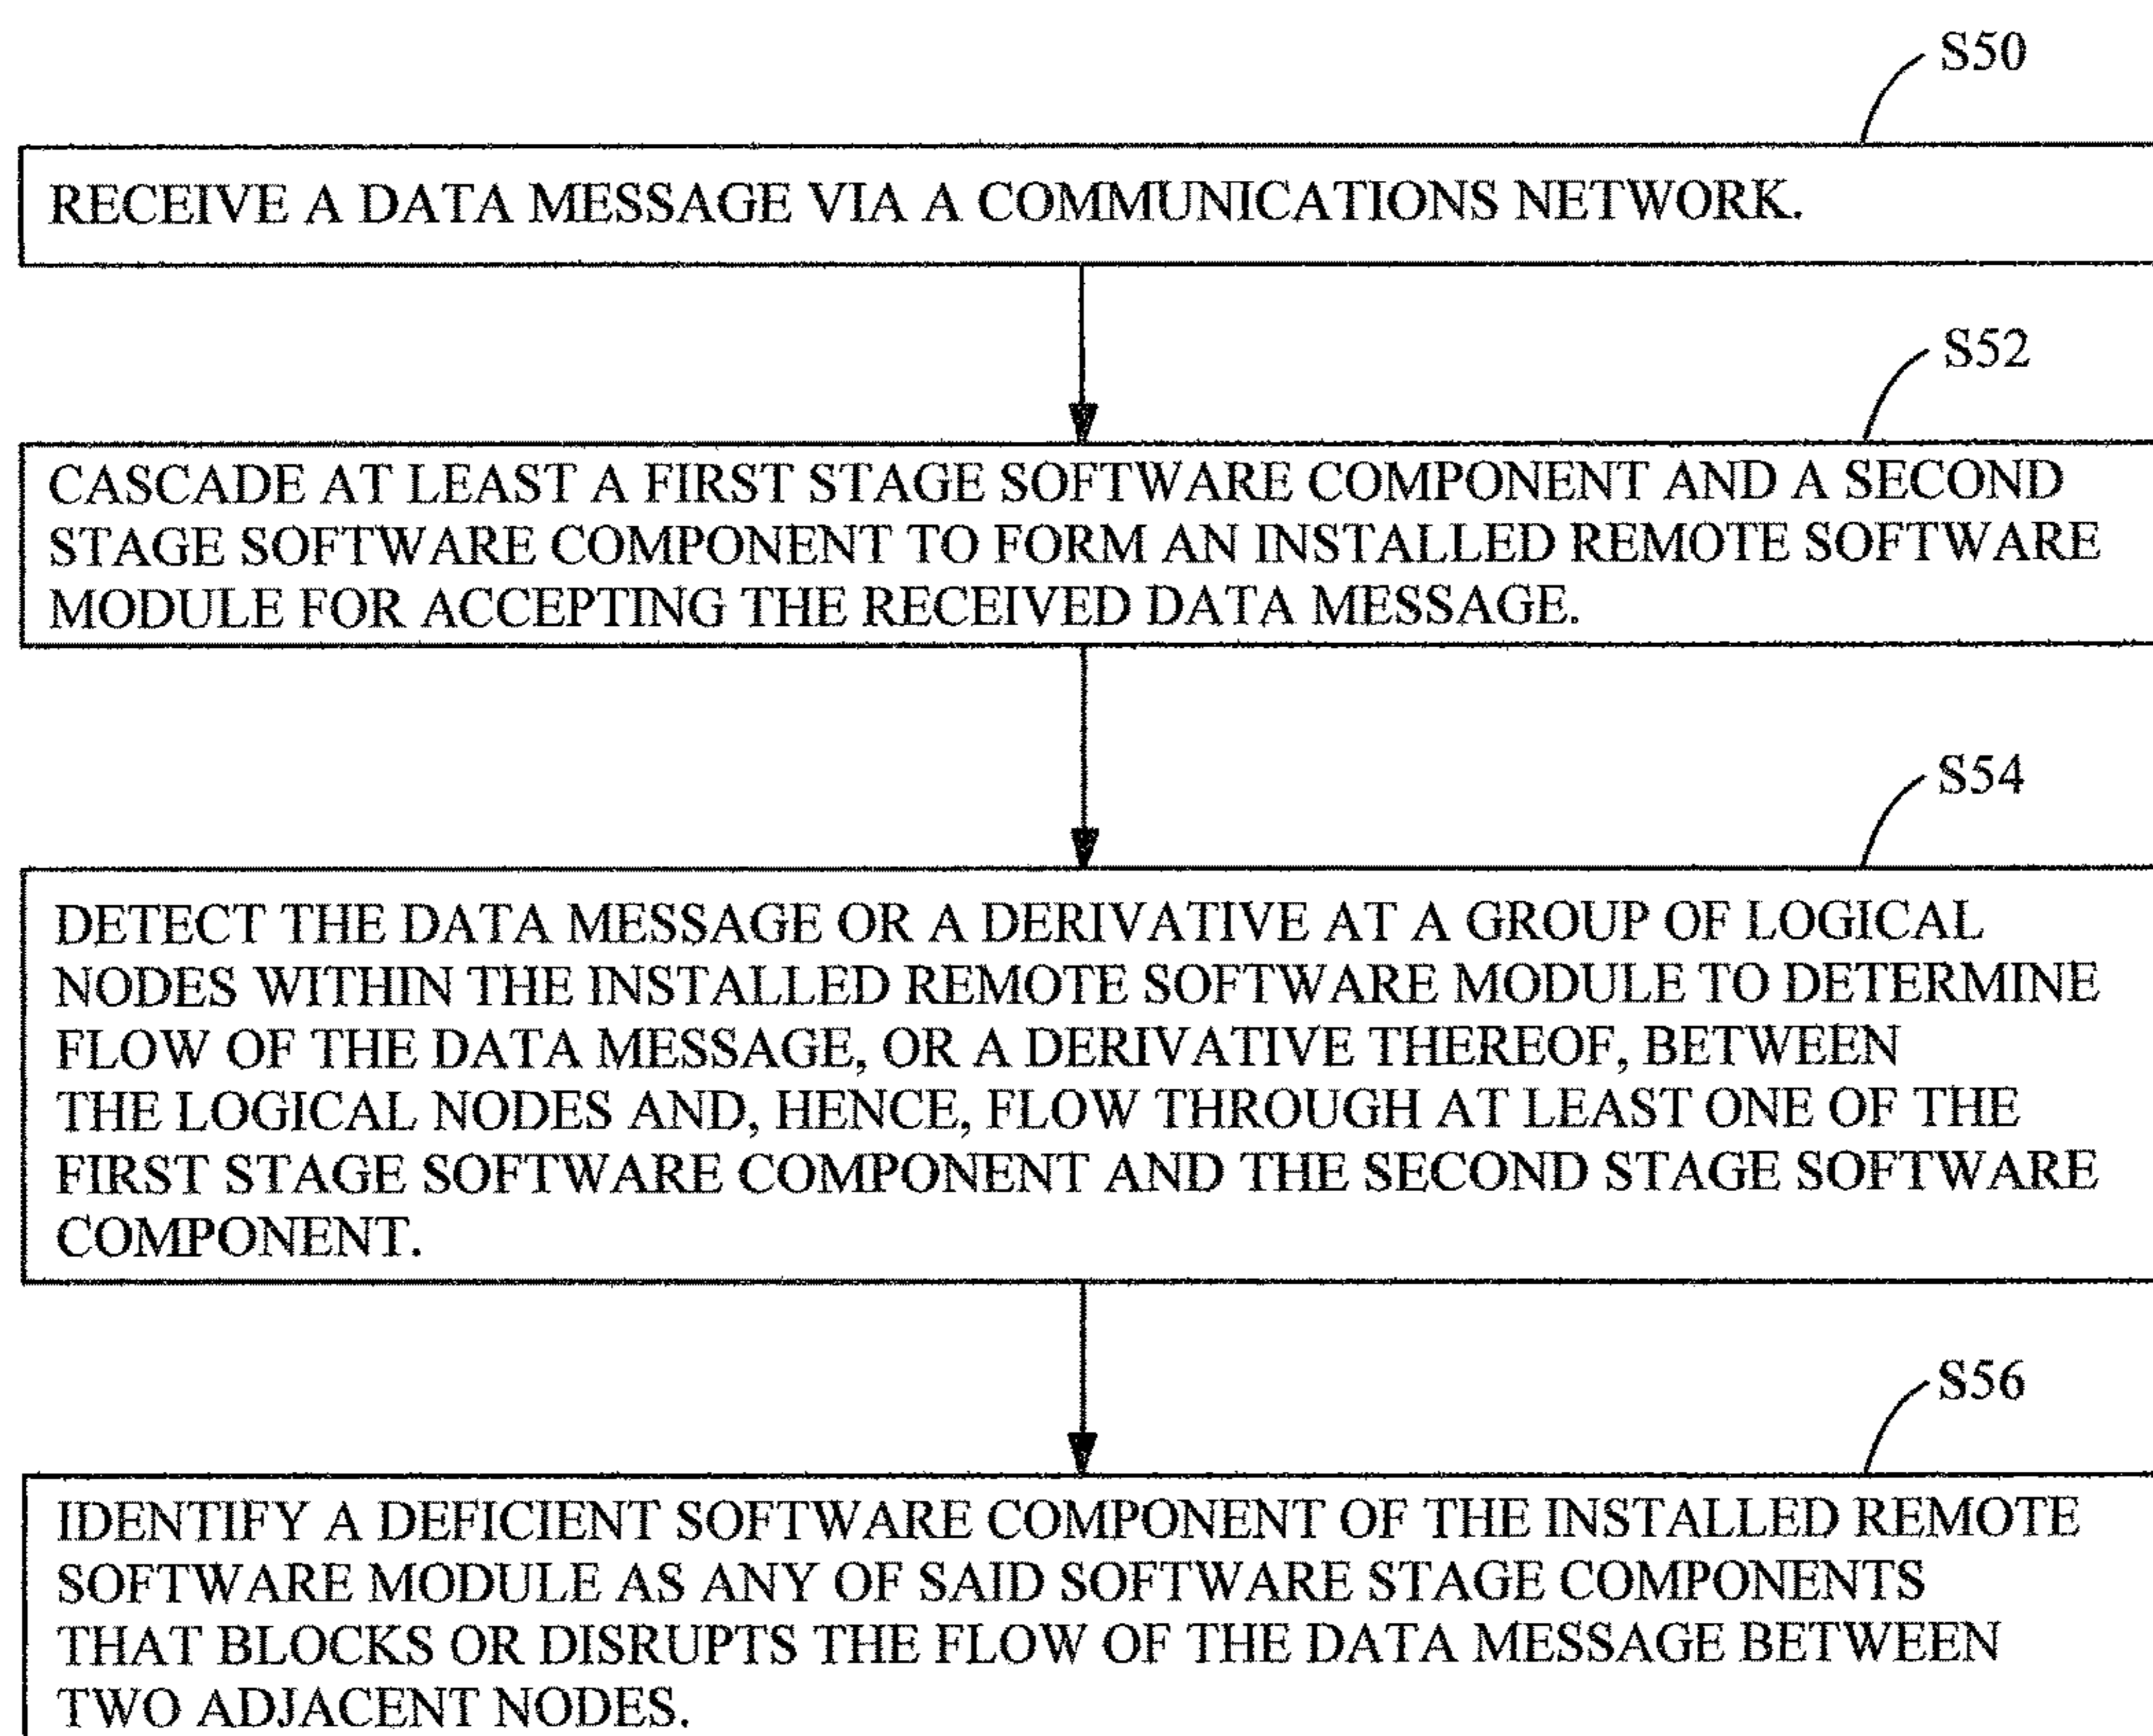 S50
RECEIVE A DATA MESSAGE VIA A COMMUNICATIONS NETWORK.
S52
CASCADE AT LEAST A FIRST STAGE SOFTWARE COMPONENT AND A SECOND
STAGE SOFTWARE COMPONENT TO FORM AN INSTALLED REMOTE SOFTWARE
MODULE FOR ACCEPTING THE RECEIVED DATA MESSAGE.
S54
DETECT THE DATA MESSAGE OR A DERIVATIVE AT A GROUP OF LOGICAL
NODES WITHIN THE INSTALLED REMOTE SOFTWARE MODULE TO DETERMINE
FLOW OF THE DATA MESSAGE, OR A DERIVATIVE THEREOF, BETWEEN
THE LOGICAL NODES AND, HENCE, FLOW THROUGH AT LEAST ONE OF THE
FIRST STAGE SOFTWARE COMPONENT AND THE SECOND STAGE SOFTWARE
COMPONENT.
S56
IDENTIFY A DEFICIENT SOFTWARE COMPONENT OF THE INSTALLED REMOTE
SOFTWARE MODULE AS ANY OF SAID SOFTWARE STAGE COMPONENTS
THAT BLOCKS OR DISRUPTS THE FLOW OF THE DATA MESSAGE BETWEEN
TWO ADJACENT NODES.